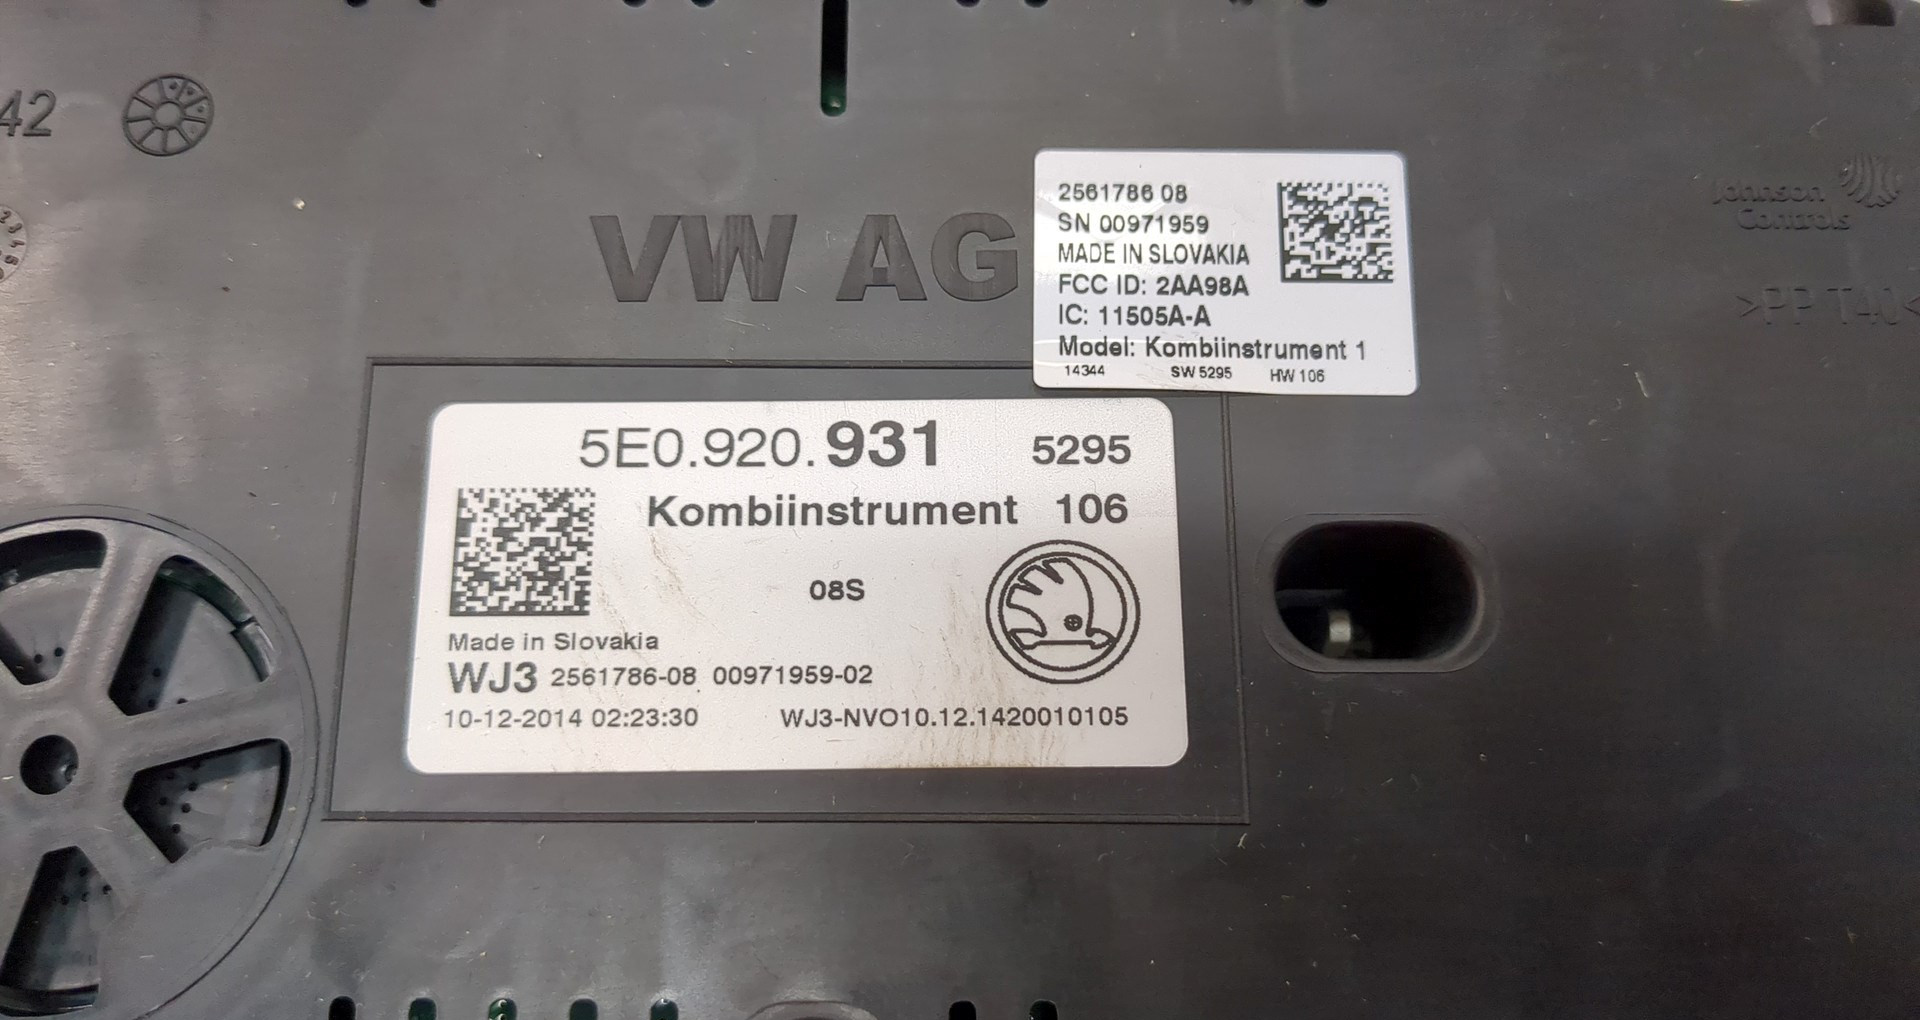 42
VW AG
2561786 08
SN 00971959
MADE IN SLOVAKIA
FCC ID: 2AA98A
IC: 11505A-A
Model: Kombiinstrument 1
14344 SW 5295 HW 106
Johnson
Controls
>PP T40<
5E0.920.931 5295
Kombiinstrument 106
08S
Made in Slovakia
WJ3 2561786-08 00971959-02
10-12-2014 02:23:30 WJ3-NVO10.12.1420010105